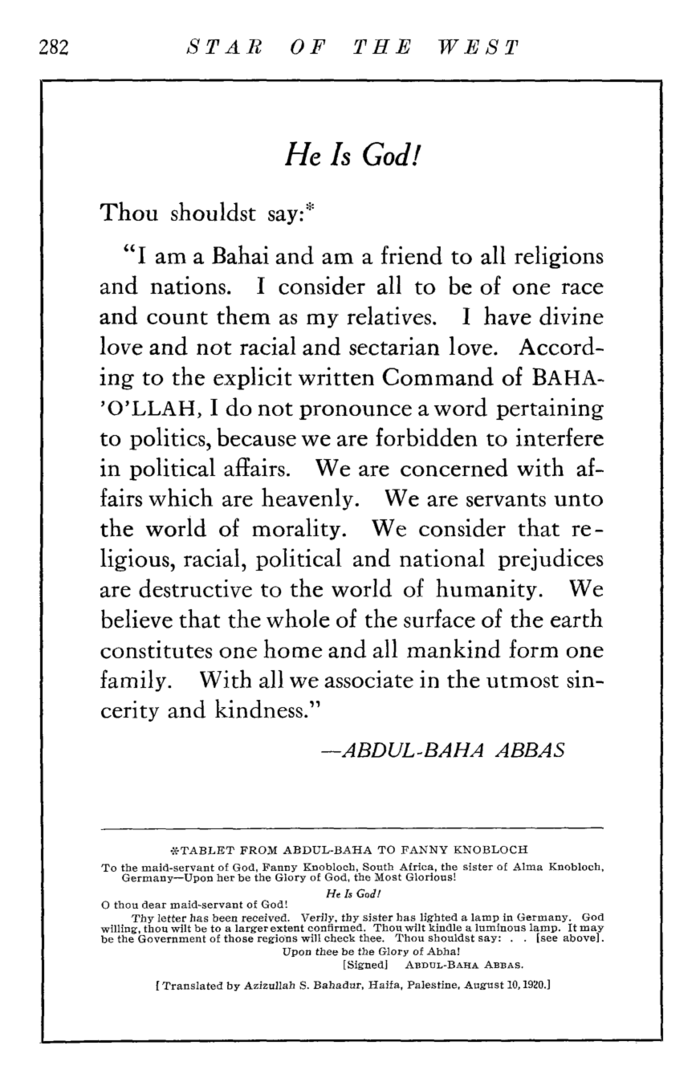 282 STAR OF THE WEST
He Is God!
Thou shouldst say:*
"I am a Bahai and am a friend to all religions
and nations. I consider all to be of one race
and count them as my relatives. I have divine
love and not racial and sectarian love. Accord-
ing to the explicit written Command of BAHA-
'O'LLAH, I do not pronounce a word pertaining
to politics, because we are forbidden to interfere
in political affairs. We are concerned with af-
fairs which are heavenly. We are servants unto
the world of morality. We consider that re-
ligious, racial, political and national prejudices
are destructive to the world of humanity. We
believe that the whole of the surface of the earth
constitutes one home and all mankind form one
family. With all we associate in the utmost sin-
cerity and kindness."
—ABDUL-BAHA ABBAS
*TABLET FROM ABDUL-BAHA TO FANNY KNOBLOCH
To the maid-servant of God, Fanny Knobloch, South Africa, the sister of Alma Knobloch,
Germany—Upon her be the Glory of God, the Most Glorious!
He Is God!
O thou dear maid-servant of God!
Thy letter has been received. Verily, thy sister has lighted a lamp in Germany. God
willing, thou wilt be to a larger extent confirmed. Thou wilt kindle a luminous lamp. It may
be the Government of those regions will check thee. Thou shouldst say: . . [see above].
Upon thee be the Glory of Abha!
[Signed] ABDUL-BAHA ABBAS.
[Translated by Azizullah S. Bahadur, Haifa, Palestine, August 10, 1920.]